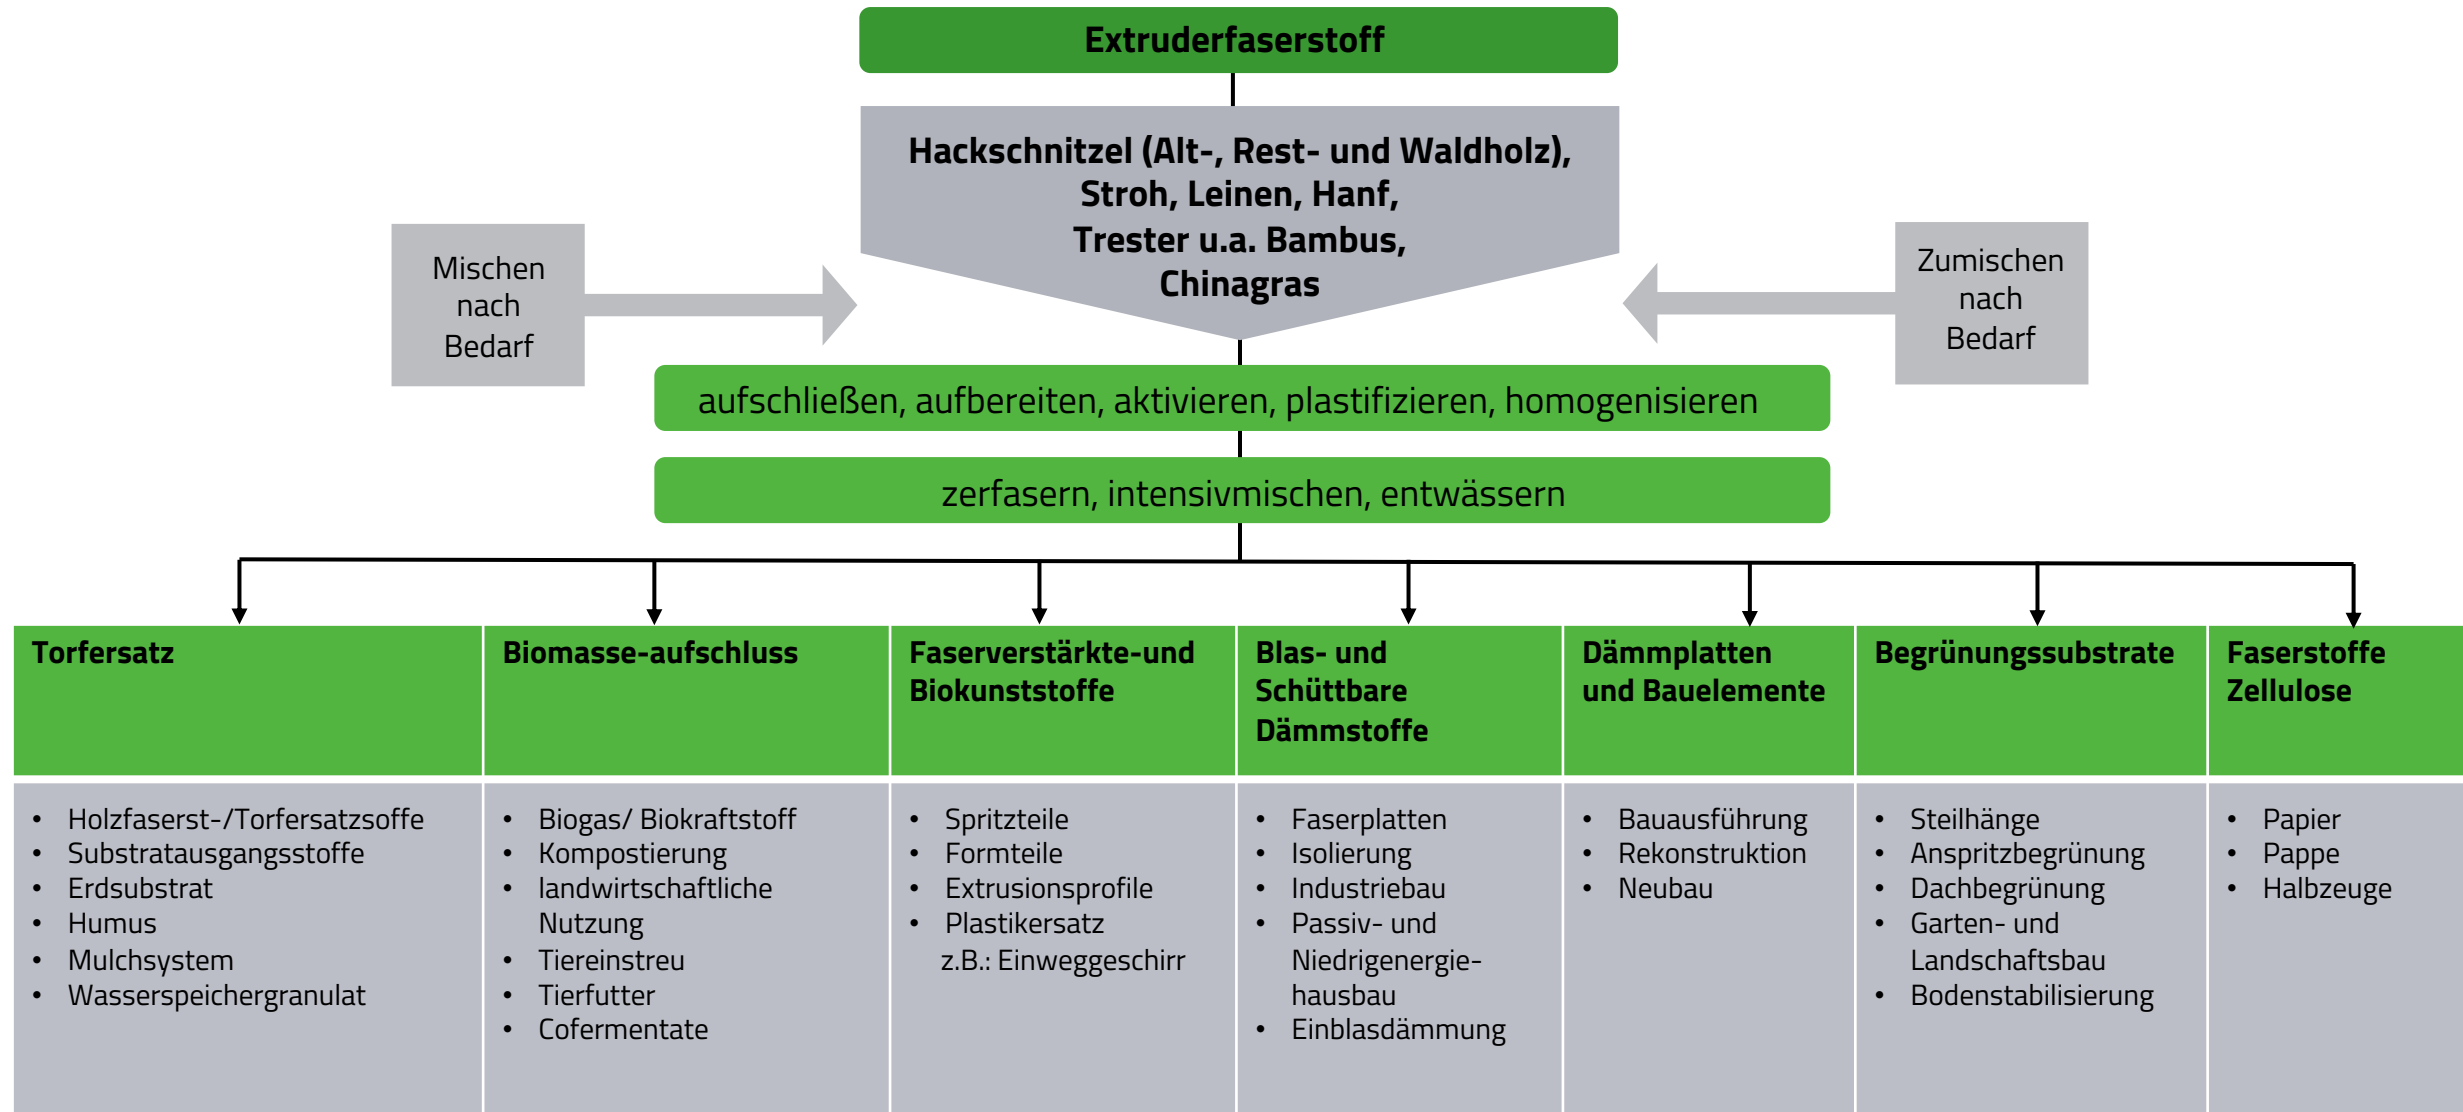 Extruderfaserstoff
Hackschnitzel (Alt-, Rest- und Waldholz),
Stroh, Leinen, Hanf,
Trester u.a. Bambus,
Chinagras
Mischen
nach
Bedarf
Zumischen
nach
Bedarf
aufschließen, aufbereiten, aktivieren, plastifizieren, homogenisieren
zerfasern, intensivmischen, entwässern
Torfersatz
• Holzfaserst-/Torfersatzsoffe
• Substratausgangsstoffe
• Erdsubstrat
• Humus
• Mulchsystem
• Wasserspeichergranulat
Biomasse-aufschluss
• Biogas/ Biokraftstoff
• Kompostierung
• landwirtschaftliche
Nutzung
• Tiereinstreu
• Tierfutter
• Cofermentate
Faserverstärkte-und
Biokunststoffe
• Spritzteile
• Formteile
• Extrusionsprofile
• Plastikersatz
z.B.: Einweggeschirr
Blas- und
Schüttbare
Dämmstoffe
• Faserplatten
• Isolierung
• Industriebau
• Passiv- und
Niedrigenergie-
hausbau
• Einblasdämmung
Dämmplatten
und Bauelemente
• Bauausführung
• Rekonstruktion
• Neubau
Begrünungssubstrate
• Steilhänge
• Anspritzbegrünung
• Dachbegrünung
• Garten- und
Landschaftsbau
• Bodenstabilisierung
Faserstoffe
Zellulose
• Papier
• Pappe
• Halbzeuge